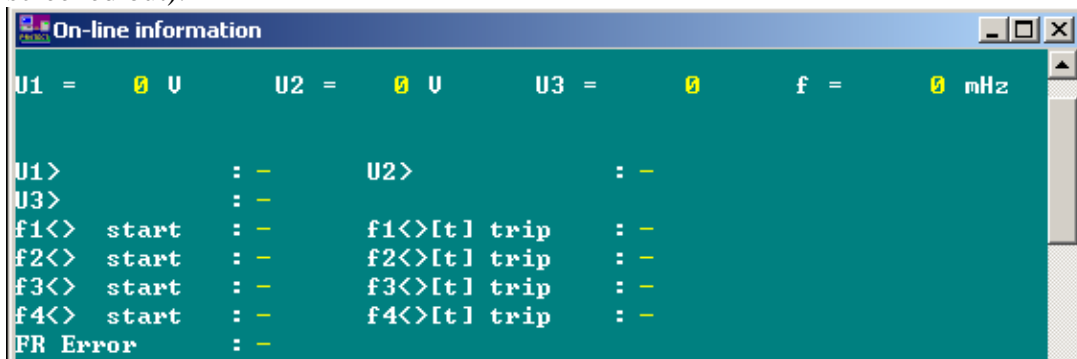 On-line information
U1 = 0 V U2 = 0 V U3 = 0 f = 0 mHz
U1> : - U2> : -
U3> : -
f1<> start : - f1<>[t] trip : -
f2<> start : - f2<>[t] trip : -
f3<> start : - f3<>[t] trip : -
f4<> start : - f4<>[t] trip : -
FR Error : -